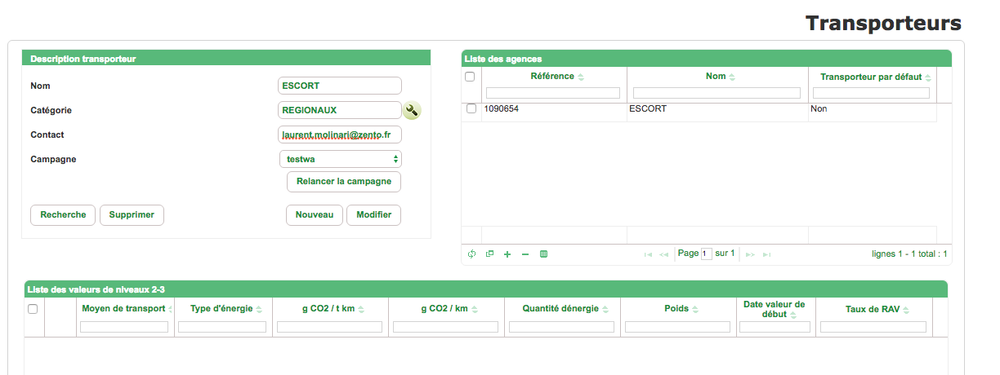 Transporteurs
Description transporteur
Nom ESCORT
Catégorie REGIONAUX
Contact laurent.molinari@zento.fr
Campagne testwa
Relancer la campagne
Recherche Supprimer Nouveau Modifier
Liste des agences
Référence Nom Transporteur par défaut
1090654 ESCORT Non
Page 1 sur 1 lignes 1 - 1 total : 1
Liste des valeurs de niveaux 2-3
Moyen de transport Type d'énergie g CO2 / t km g CO2 / km Quantité dénergie Poids Date valeur de début Taux de RAV